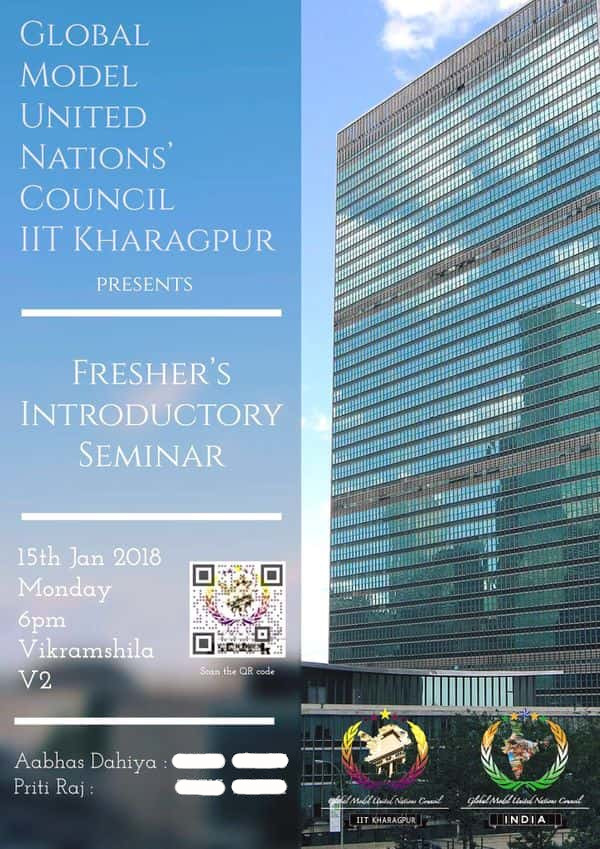 Global
Model
United
Nations'
Council
IIT Kharagpur
presents
Fresher's
Introductory
Seminar
15th Jan 2018
Monday
6pm
Vikramshila
V2
Scan the QR code
Aabhas Dahiya :
Priti Raj :
Global Model United Nations Council
IIT KHARAGPUR
Global Model United Nations Council
INDIA